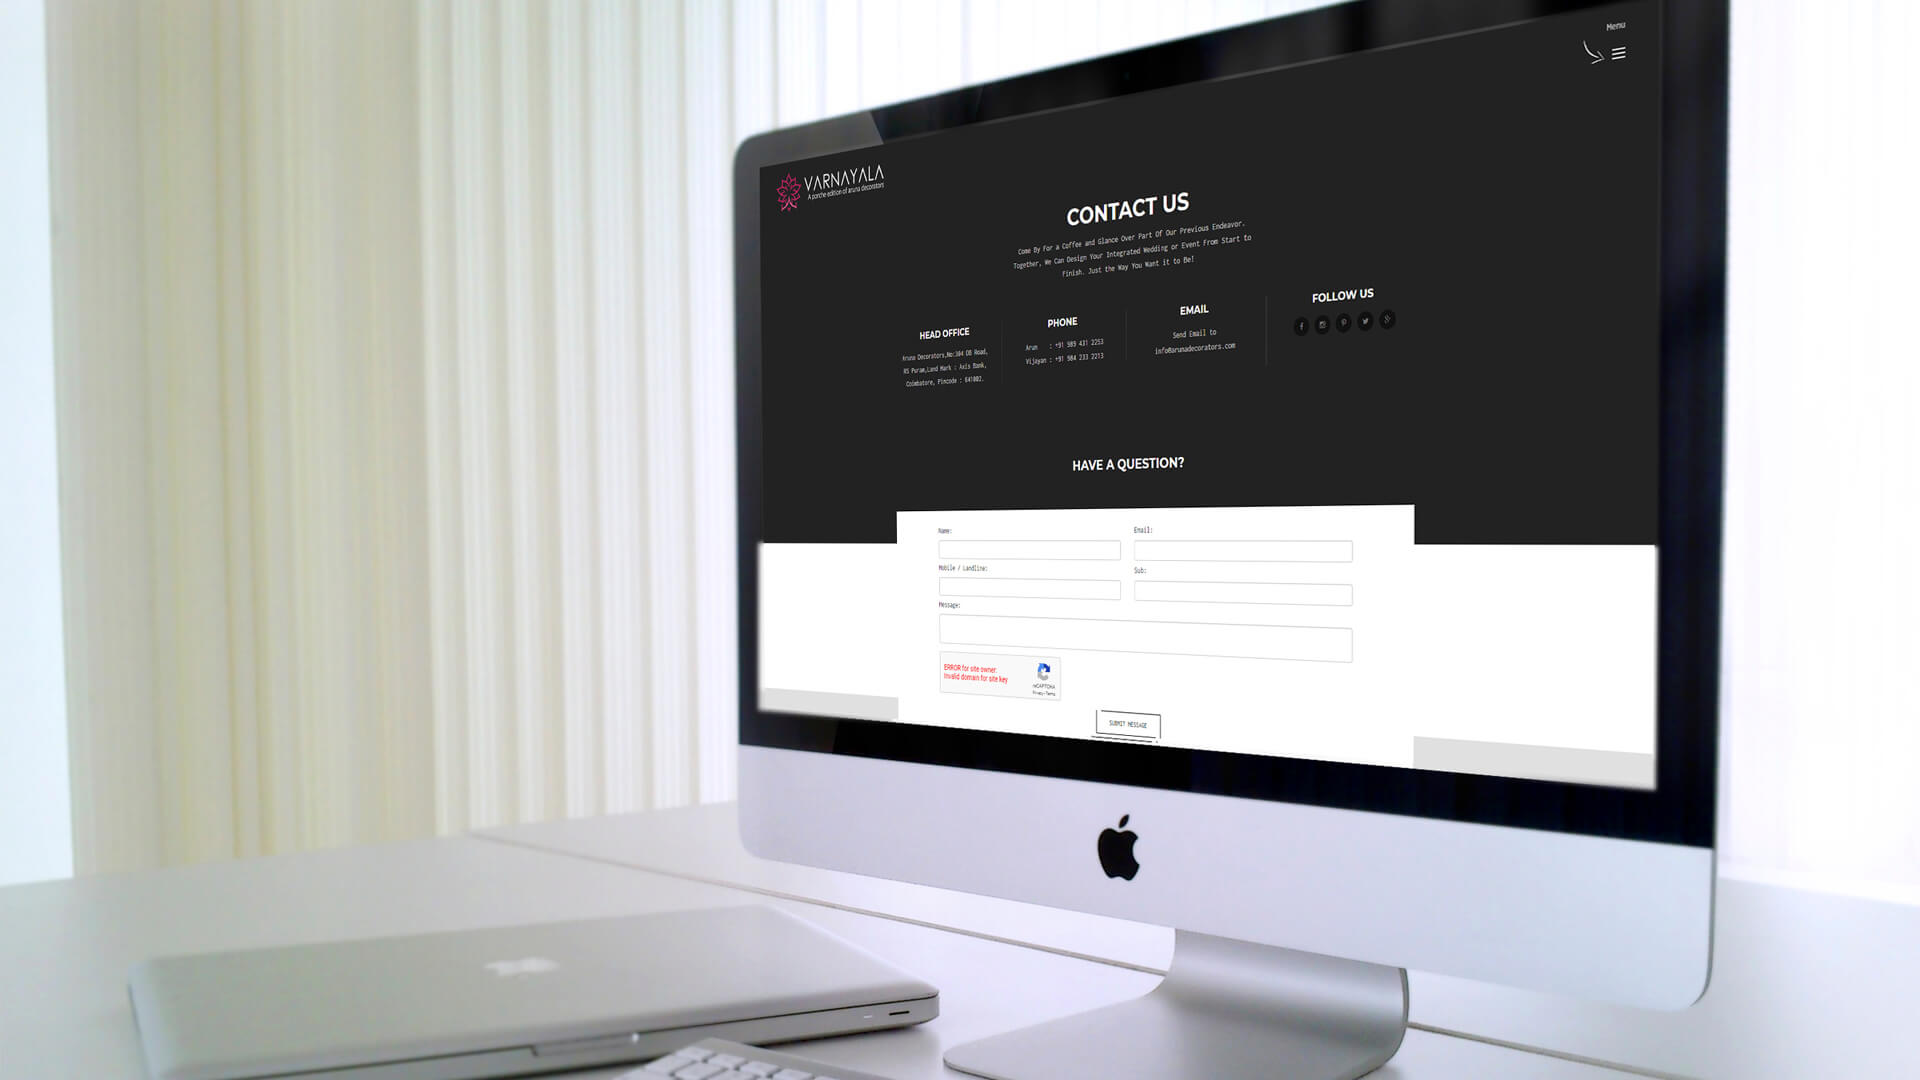 Menu
VARNAYALA
A porche edition of aruna decorators
CONTACT US
Come By For a Coffee and Glance Over Part Of Our Previous Endeavor.
Together, We Can Design Your Integrated Wedding or Event From Start to
Finish. Just the Way You Want it to Be!
HEAD OFFICE
Aruna Decorators,No:304 DB Road,
RS Puram,Land Mark : Axis Bank,
Coimbatore, Pincode : 641002.
PHONE
Arun : +91 989 431 2253
Vijayan : +91 984 233 2213
EMAIL
Send Email to
info@arunadecorators.com
FOLLOW US
HAVE A QUESTION?
Name:
Email:
Mobile / Landline:
Sub:
Message:
ERROR for site owner:
Invalid domain for site key
reCAPTCHA
Privacy - Terms
SUBMIT MESSAGE